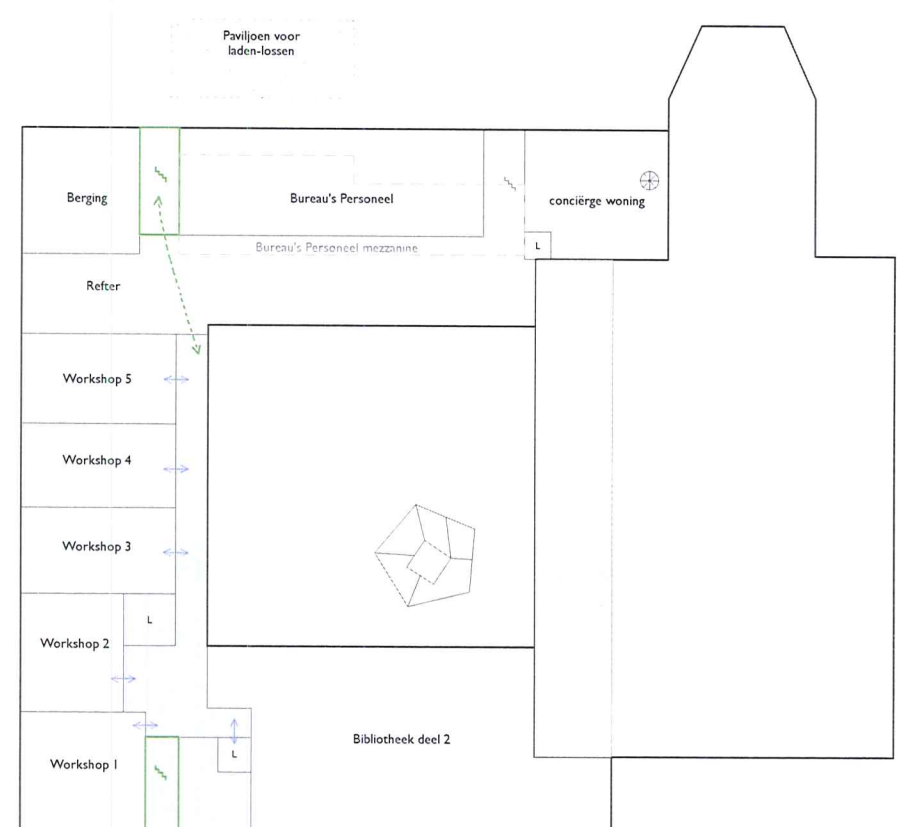 Paviljoen voor
laden-lossen
Berging
Bureau's Personeel
conciërge woning
Bureau's Personeel mezzanine
L
Refter
Workshop 5
Workshop 4
Workshop 3
L
Workshop 2
Bibliotheek deel 2
L
Workshop 1